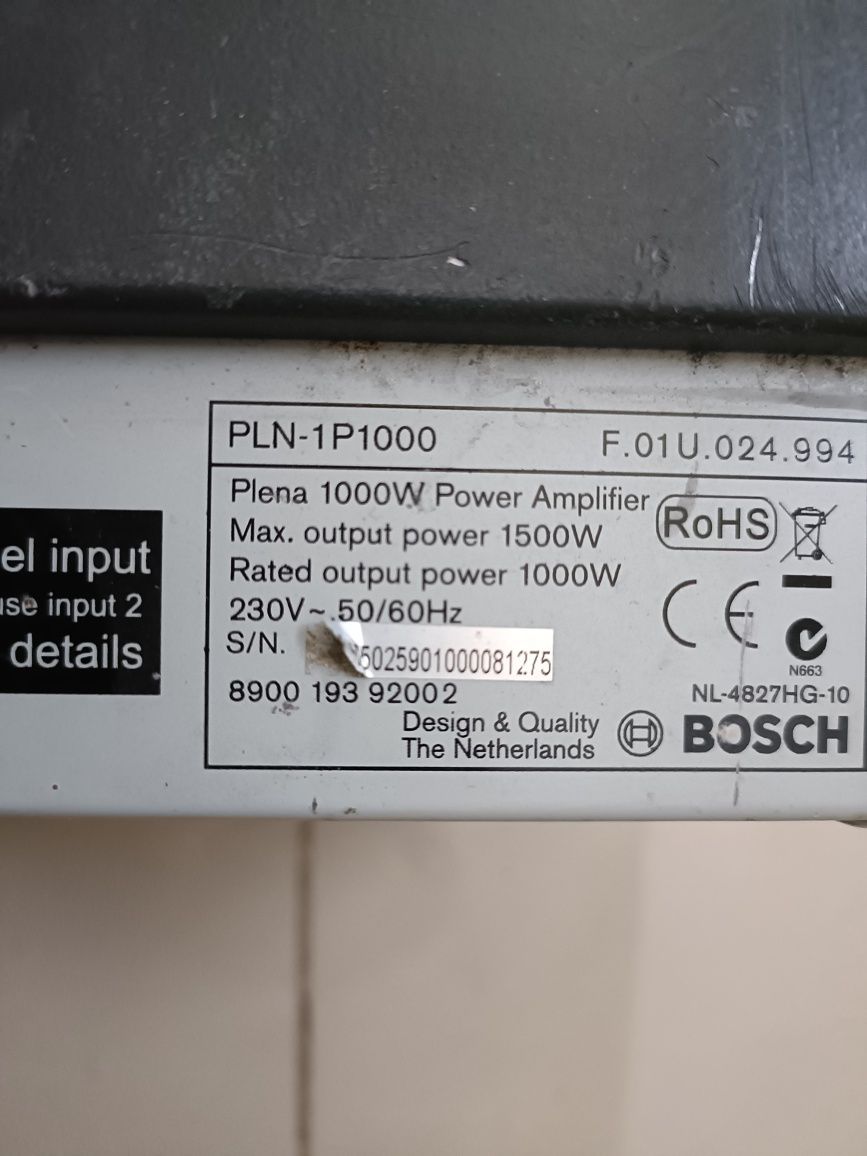 PLN-1P1000 F.01U.024.994
Plena 1000W Power Amplifier
Max. output power 1500W
RoHS
Rated output power 1000W
230V~ 50/60Hz
CE
S/N. 5025901000081275
N663
8900 193 92002
NL-4827HG-10
Design & Quality
The Netherlands
BOSCH
input
input 2
details